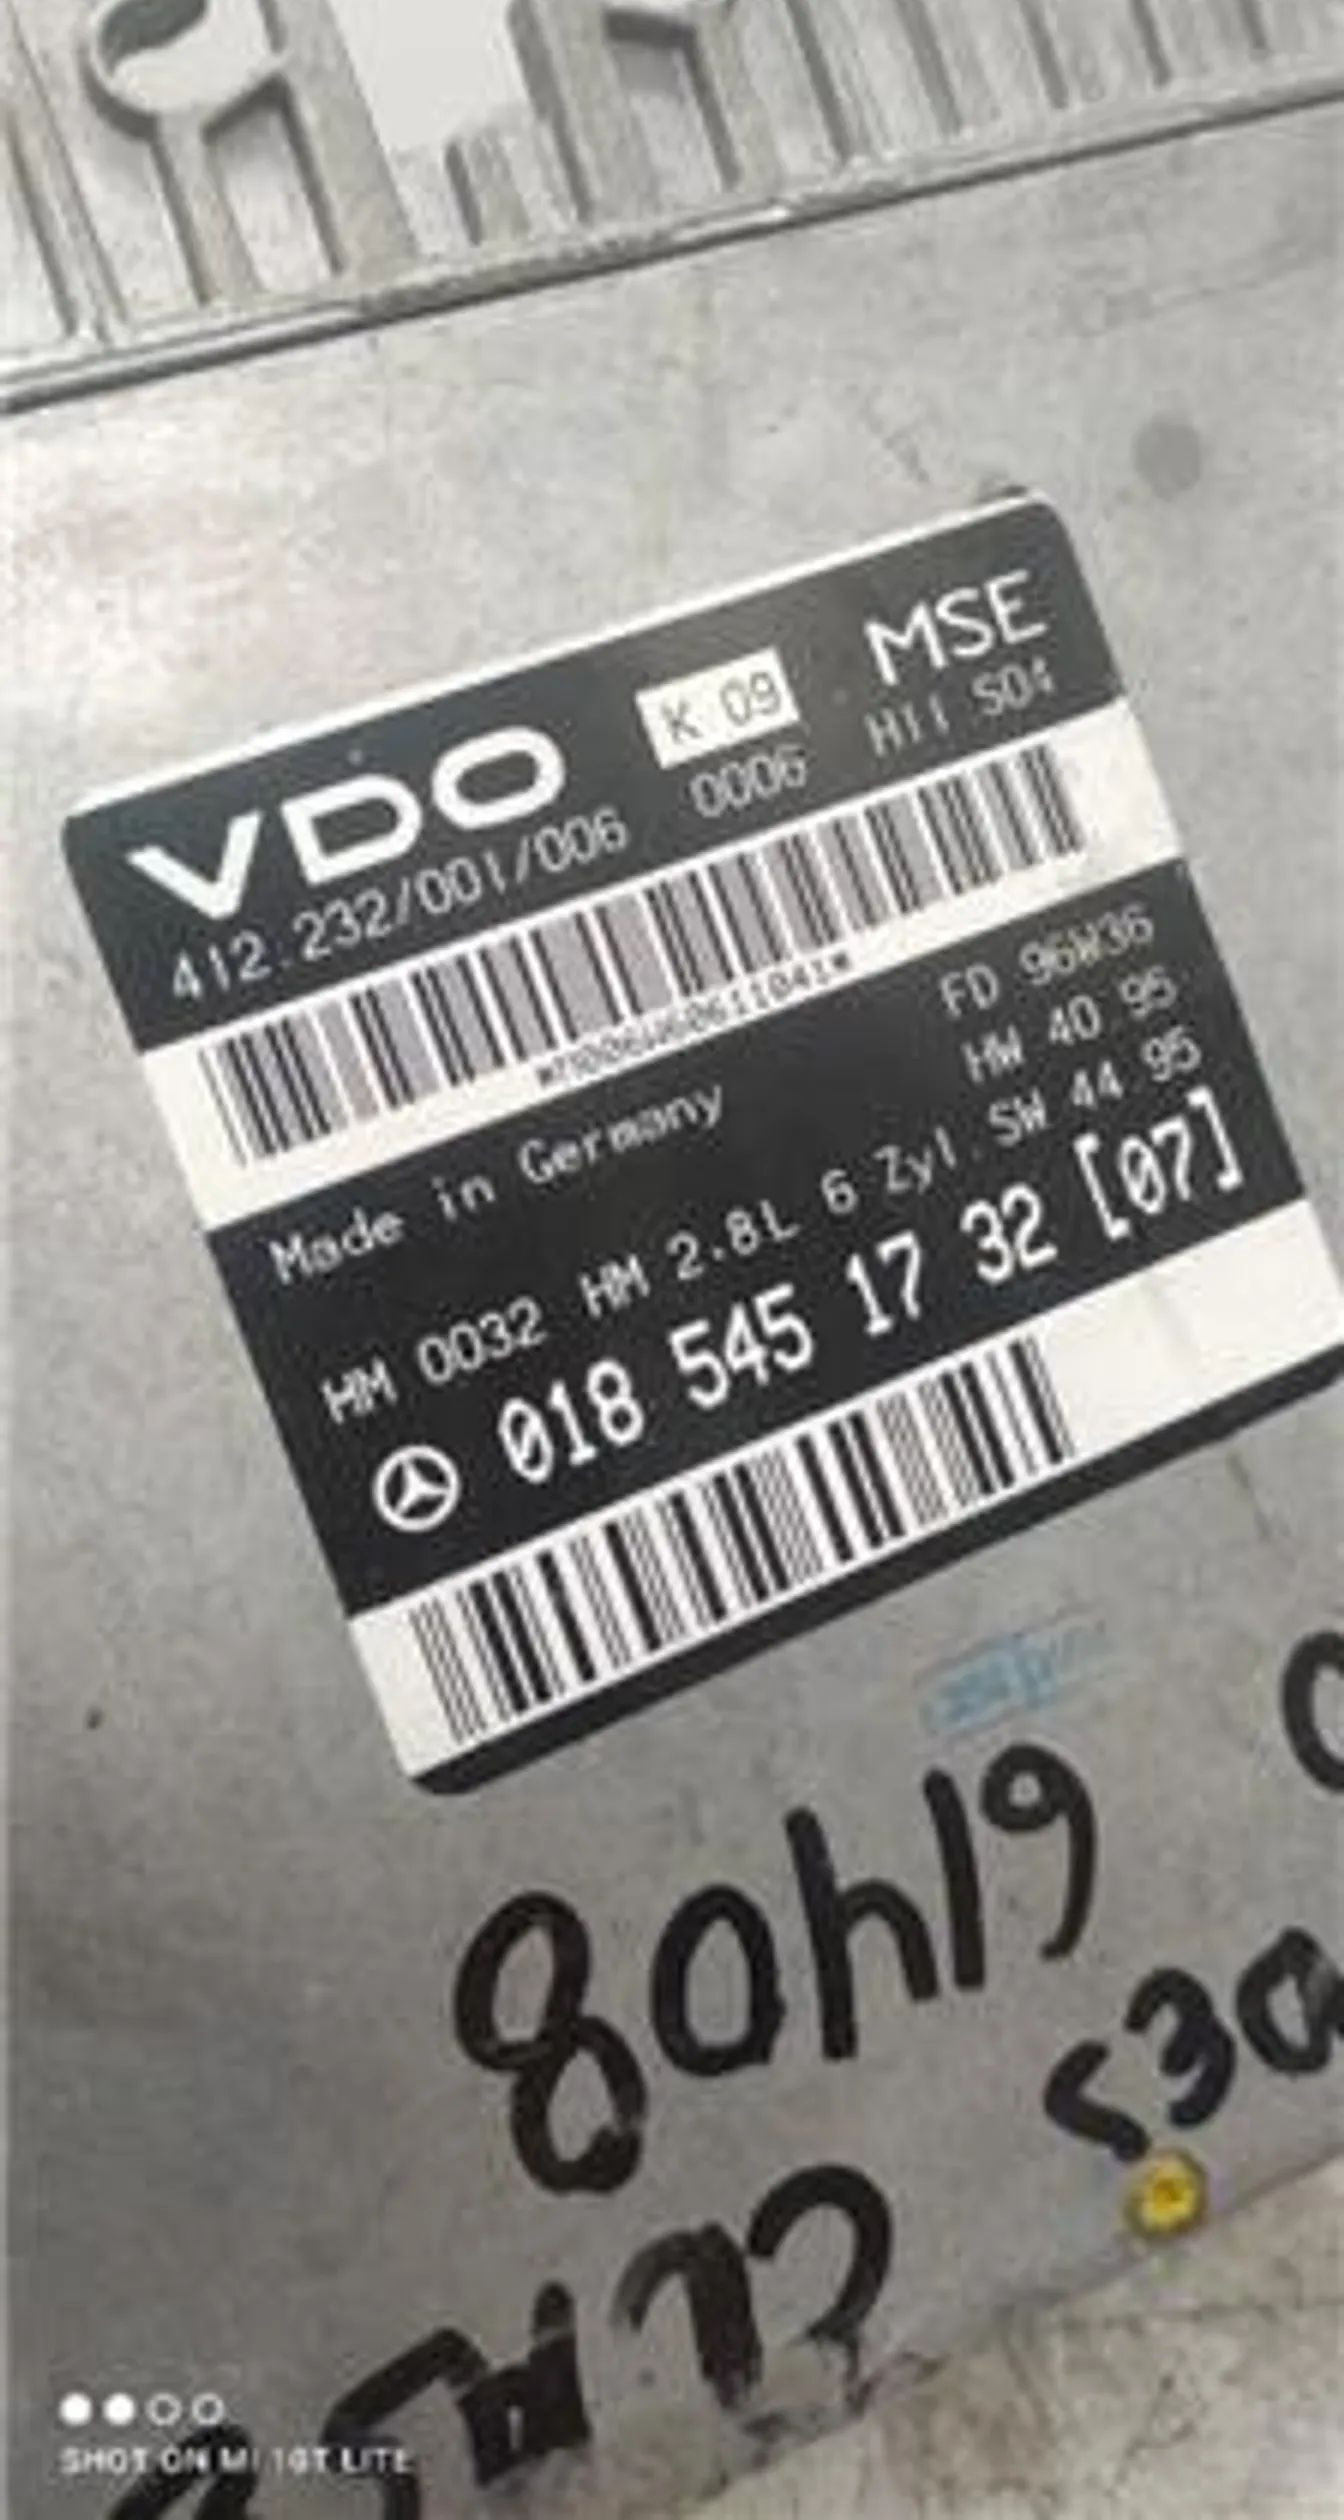 MSE
K 09
H11 S04
VDO
0006
412.232/001/006
FD 96W36
HW 40 95
Made in Germany
HM 0032 HM 2.8L 6 Zyl. SW 44 95
018 545 17 32 [07]
80h19
SHOT ON MI 10T LITE